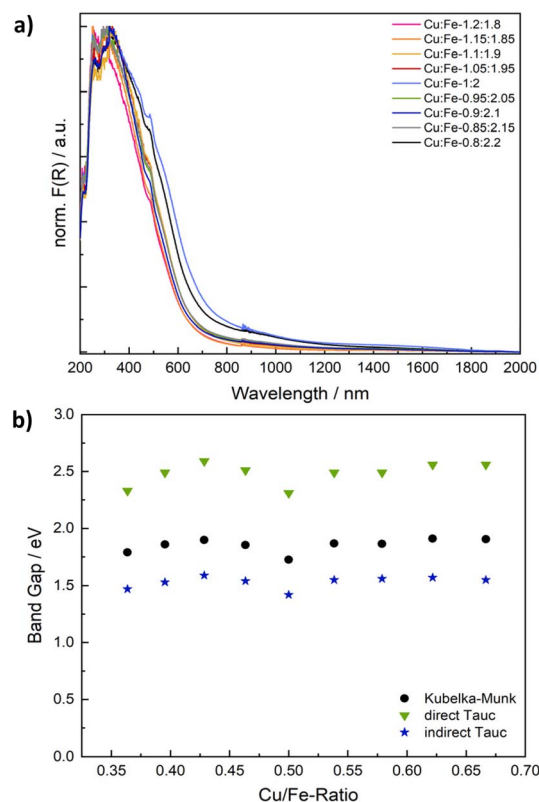 a)
norm. F(R) / a.u.
Cu:Fe-1.2:1.8
Cu:Fe-1.15:1.85
Cu:Fe-1.1:1.9
Cu:Fe-1.05:1.95
Cu:Fe-1:2
Cu:Fe-0.95:2.05
Cu:Fe-0.9:2.1
Cu:Fe-0.85:2.15
Cu:Fe-0.8:2.2
200 400 600 800 1000 1200 1400 1600 1800 2000
Wavelength / nm
b)
Band Gap / eV
3.0
2.5
2.0
1.5
1.0
0.5
0.0
Kubelka-Munk
direct Tauc
indirect Tauc
0.35 0.40 0.45 0.50 0.55 0.60 0.65 0.70
Cu/Fe-Ratio